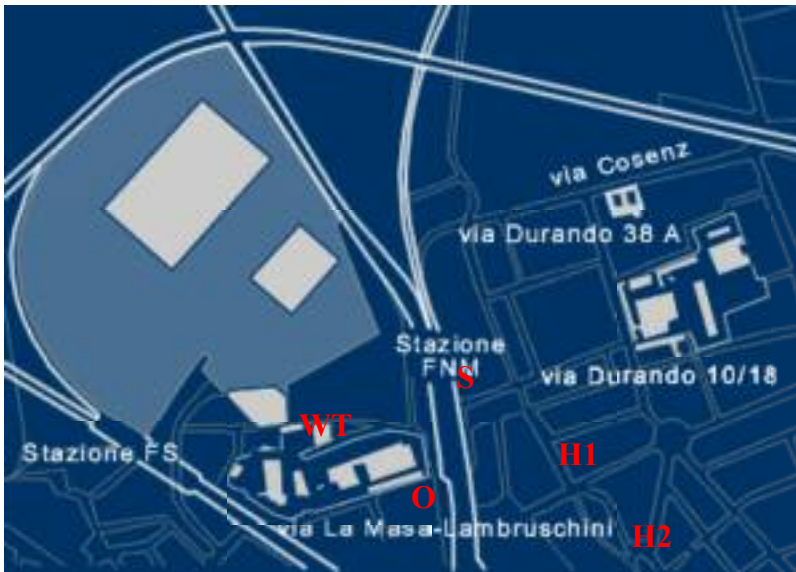 via Cosenz
via Durando 38 A
Stazione
FNM
S
via Durando 10/18
WT
Stazione FS
H1
O
via La Masa-Lambruschini
H2